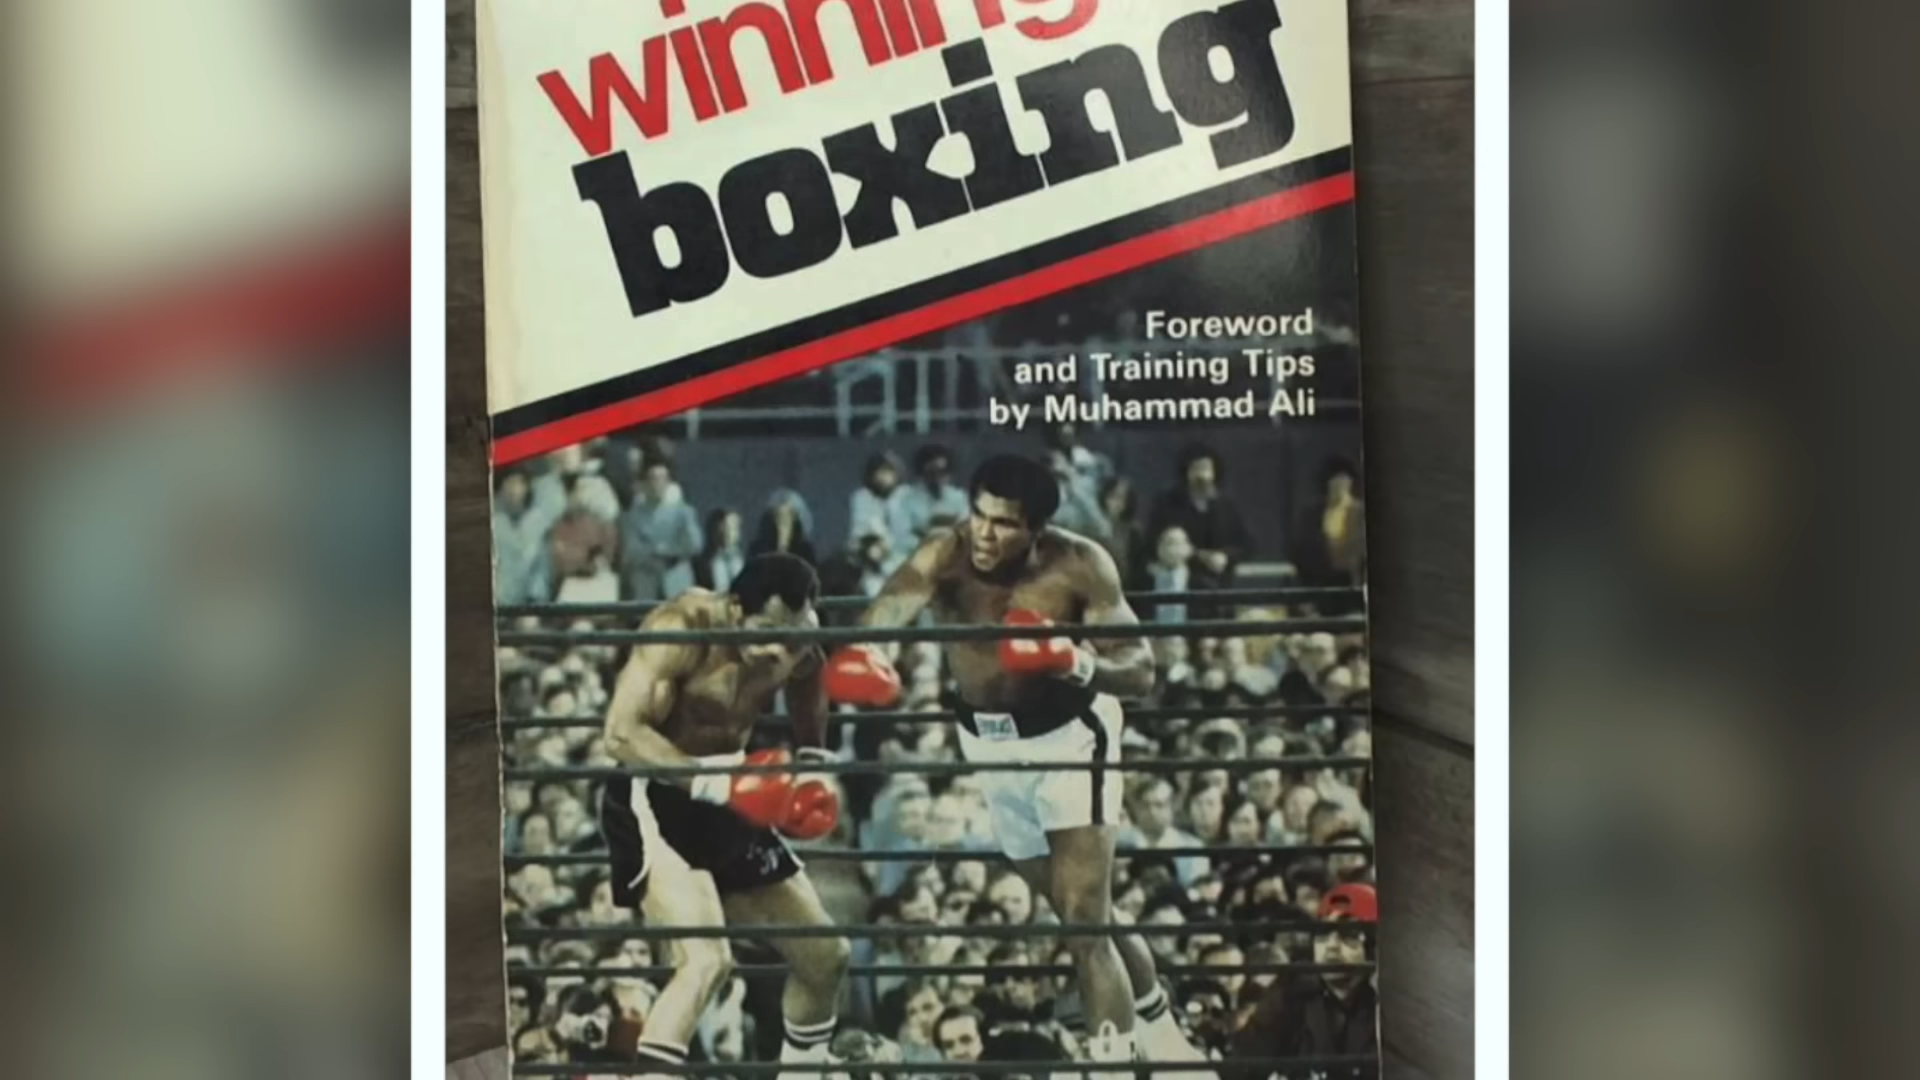 winning
boxing
Foreword
and Training Tips
by Muhammad Ali